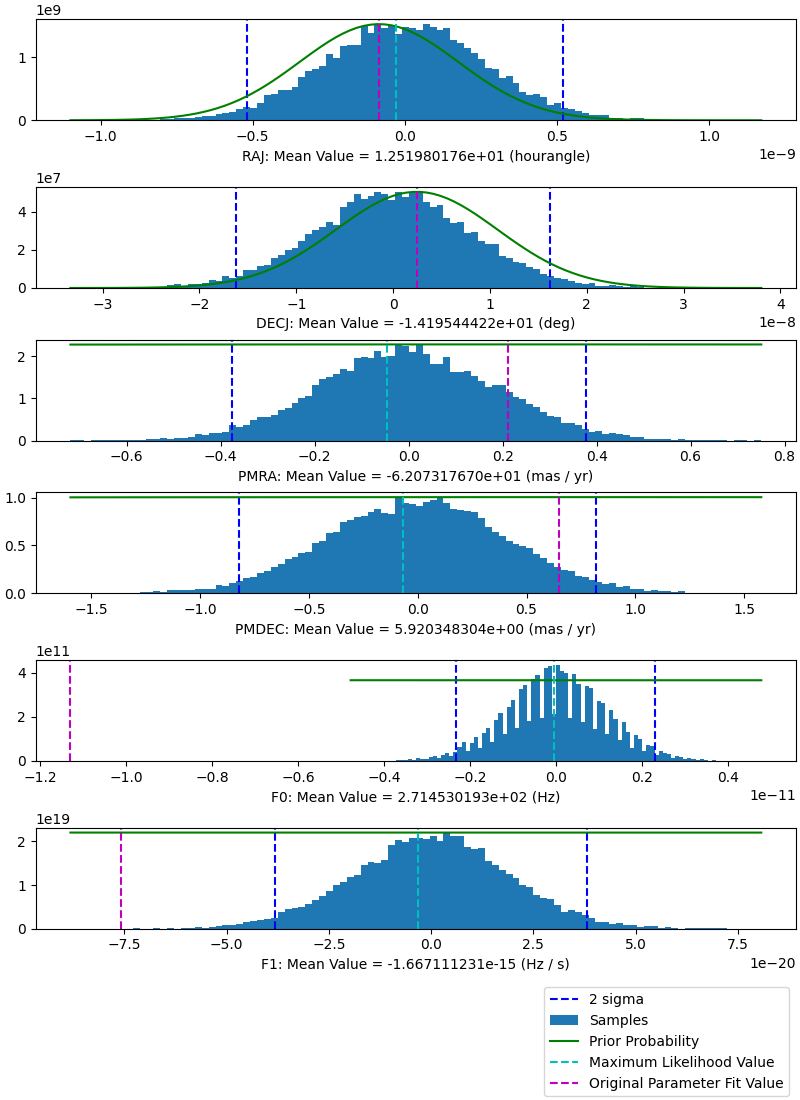 1e9
1
0
−1.0 −0.5 0.0 0.5 1.0
1e−9
RAJ: Mean Value = 1.251980176e+01 (hourangle)
1e7
4
2
0
−3 −2 −1 0 1 2 3 4
1e−8
DECJ: Mean Value = -1.419544422e+01 (deg)
2
1
0
−0.6 −0.4 −0.2 0.0 0.2 0.4 0.6 0.8
PMRA: Mean Value = -6.207317670e+01 (mas / yr)
1.0
0.5
0.0
−1.5 −1.0 −0.5 0.0 0.5 1.0 1.5
PMDEC: Mean Value = 5.920348304e+00 (mas / yr)
1e11
4
2
0
−1.2 −1.0 −0.8 −0.6 −0.4 −0.2 0.0 0.2 0.4
1e−11
F0: Mean Value = 2.714530193e+02 (Hz)
1e19
2
1
0
−7.5 −5.0 −2.5 0.0 2.5 5.0 7.5
1e−20
F1: Mean Value = -1.667111231e-15 (Hz / s)
2 sigma
Samples
Prior Probability
Maximum Likelihood Value
Original Parameter Fit Value